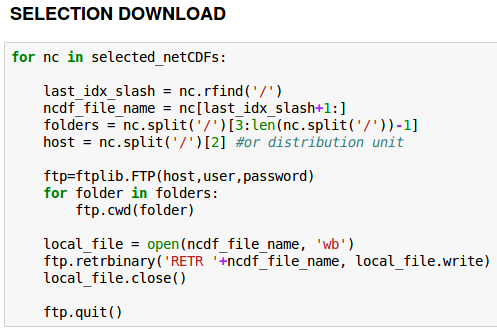 SELECTION DOWNLOAD
for nc in selected_netCDFs:
last_idx_slash = nc.rfind('/')
ncdf_file_name = nc[last_idx_slash+1:]
folders = nc.split('/')[3:len(nc.split('/'))-1]
host = nc.split('/')[2] #or distribution unit
ftp=ftplib.FTP(host,user,password)
for folder in folders:
ftp.cwd(folder)
local_file = open(ncdf_file_name, 'wb')
ftp.retrbinary('RETR '+ncdf_file_name, local_file.write)
local_file.close()
ftp.quit()